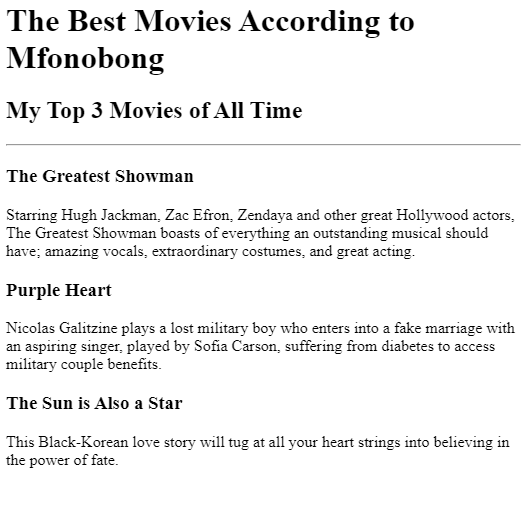 The Best Movies According to
Mfonobong
My Top 3 Movies of All Time
The Greatest Showman
Starring Hugh Jackman, Zac Efron, Zendaya and other great Hollywood actors,
The Greatest Showman boasts of everything an outstanding musical should
have; amazing vocals, extraordinary costumes, and great acting.
Purple Heart
Nicolas Galitzine plays a lost military boy who enters into a fake marriage with
an aspiring singer, played by Sofia Carson, suffering from diabetes to access
military couple benefits.
The Sun is Also a Star
This Black-Korean love story will tug at all your heart strings into believing in
the power of fate.